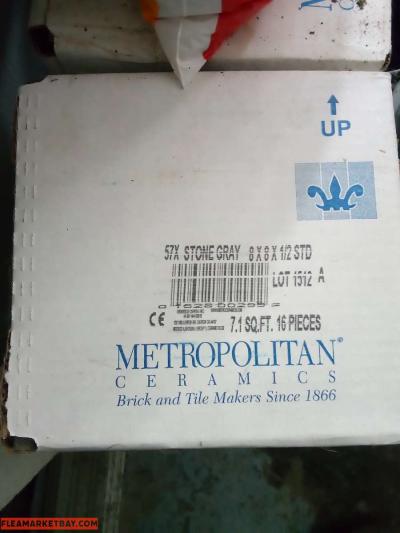 UP
57X STONE GRAY 8 X 8 X 1/2 STD
LOT 1512 A
CE
7.1 SQ.FT. 16 PIECES
METROPOLITAN®
CERAMICS
Brick and Tile Makers Since 1866
FLEAMARKETBAY.COM